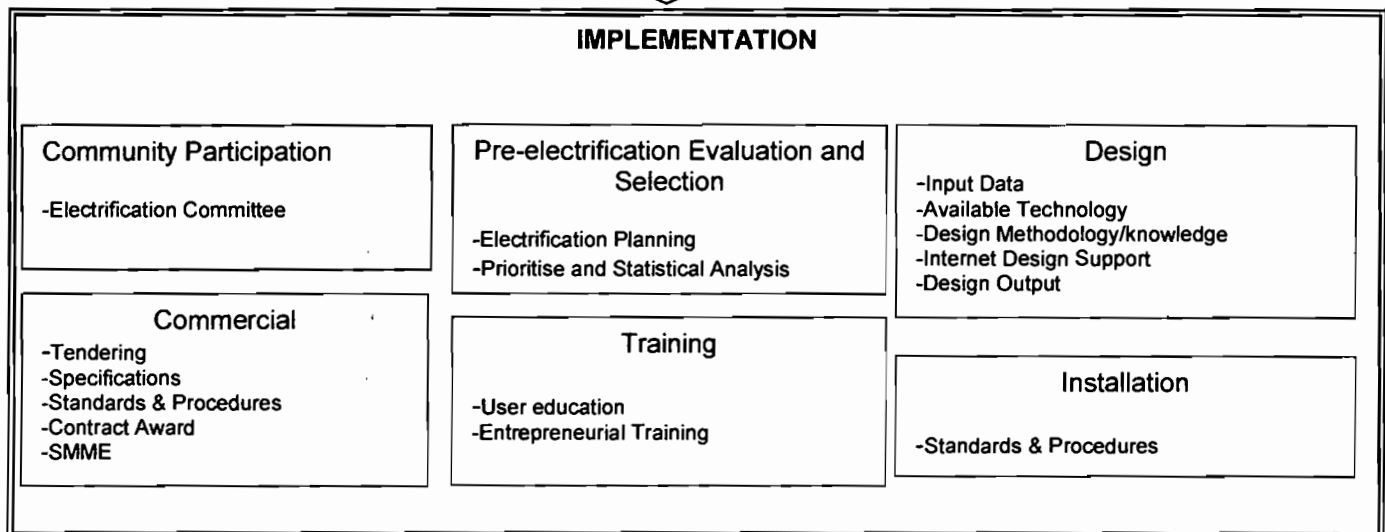 IMPLEMENTATION
Community Participation
-Electrification Committee
Pre-electrification Evaluation and
Selection
-Electrification Planning
-Prioritise and Statistical Analysis
Design
-Input Data
-Available Technology
-Design Methodology/knowledge
-Internet Design Support
-Design Output
Commercial
-Tendering
-Specifications
-Standards & Procedures
-Contract Award
-SMME
Training
-User education
-Entrepreneurial Training
Installation
-Standards & Procedures